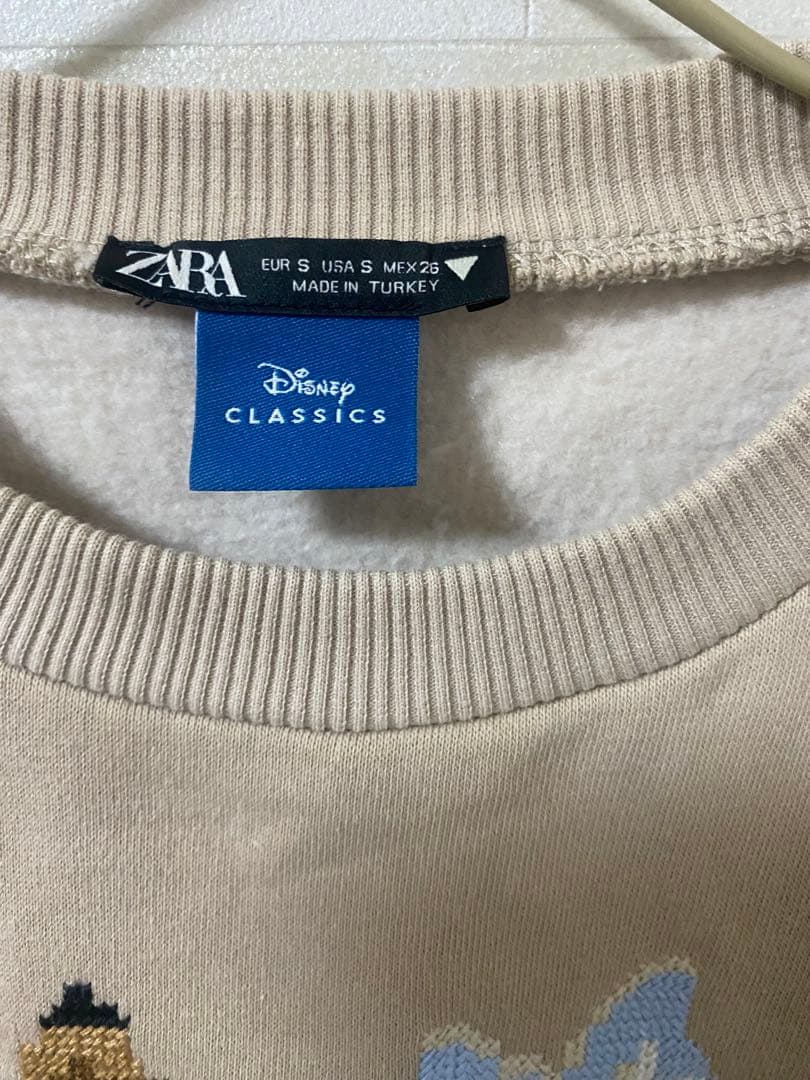 ZARA
EUR S USA S MEX 26
MADE IN TURKEY
Disney
CLASSICS